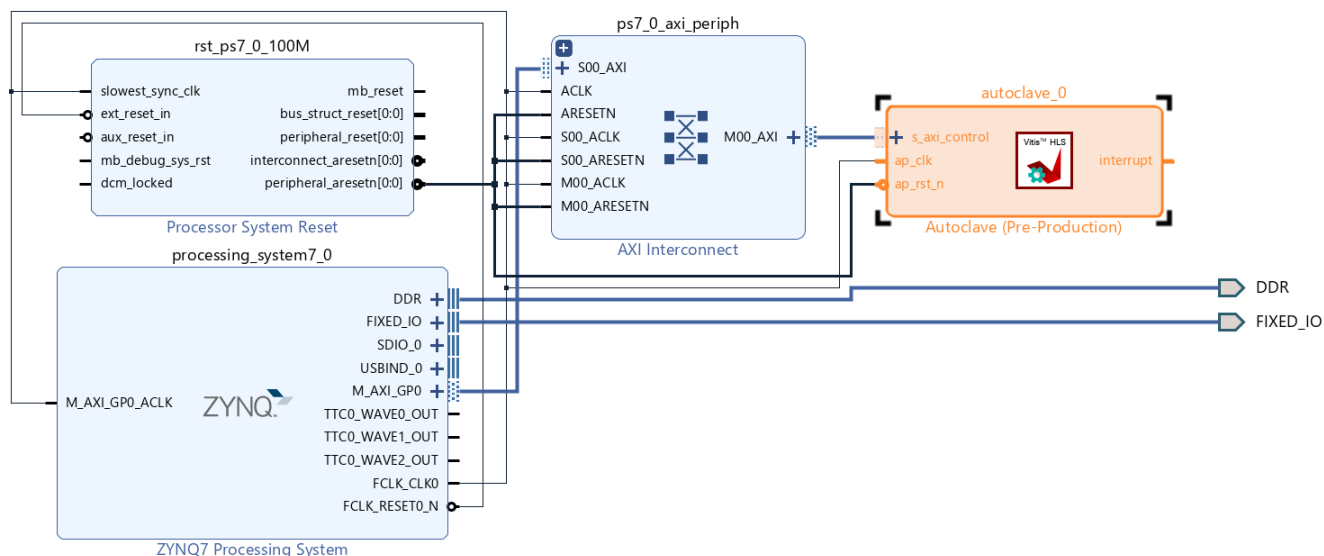 rst_ps7_0_100M
slowest_sync_clk
ext_reset_in
aux_reset_in
mb_debug_sys_rst
dcm_locked
mb_reset
bus_struct_reset[0:0]
peripheral_reset[0:0]
interconnect_aresetn[0:0]
peripheral_aresetn[0:0]
Processor System Reset
ps7_0_axi_periph
S00_AXI
ACLK
ARESETN
S00_ACLK
S00_ARESETN
M00_ACLK
M00_ARESETN
M00_AXI
AXI Interconnect
autoclave_0
s_axi_control
ap_clk
ap_rst_n
Vitis™ HLS
interrupt
Autoclave (Pre-Production)
processing_system7_0
M_AXI_GP0_ACLK
ZYNQ
DDR
FIXED_IO
SDIO_0
USBIND_0
M_AXI_GP0
TTC0_WAVE0_OUT
TTC0_WAVE1_OUT
TTC0_WAVE2_OUT
FCLK_CLK0
FCLK_RESET0_N
ZYNQ7 Processing System
DDR
FIXED_IO